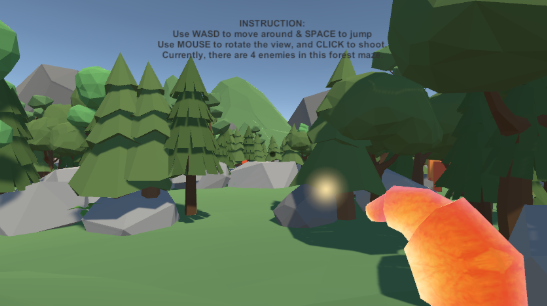 INSTRUCTION:
Use WASD to move around & SPACE to jump
Use MOUSE to rotate the view, and CLICK to shoot.
Currently, there are 4 enemies in this forest maze